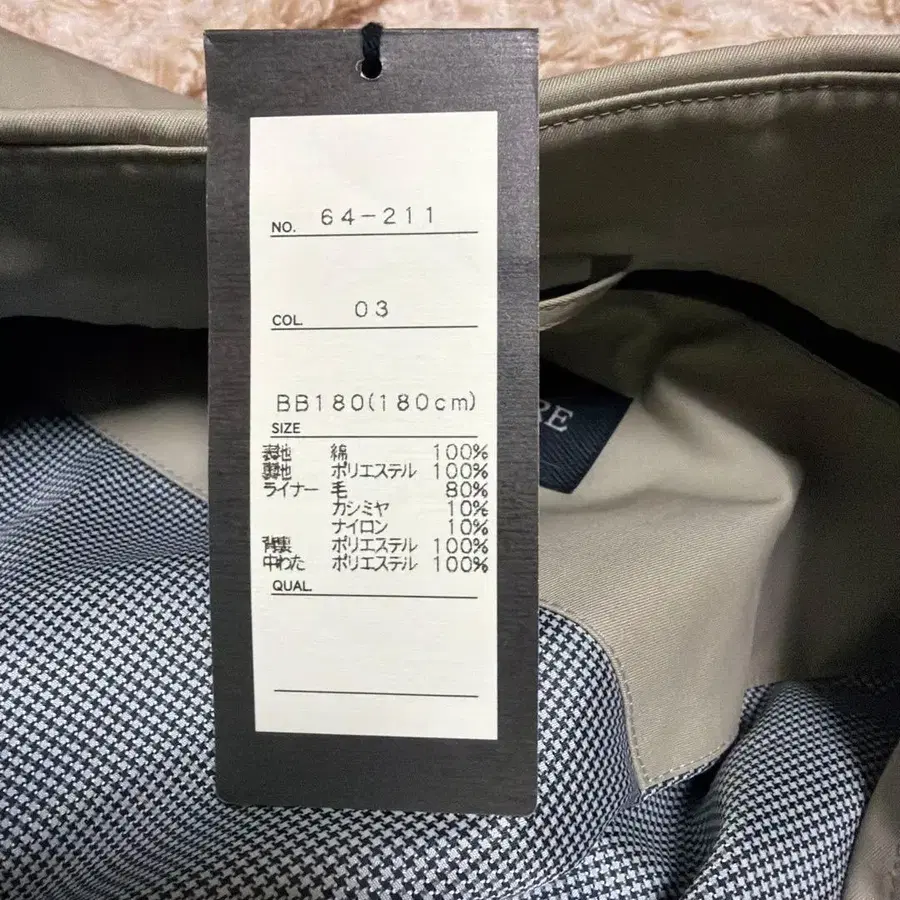 NO. 64-211
COL. 03
BB180(180cm)
SIZE
表地 綿 100%
裏地 ポリエステル 100%
ライナー 毛 80%
カシミヤ 10%
ナイロン 10%
背裏 ポリエステル 100%
中わた ポリエステル 100%
QUAL.